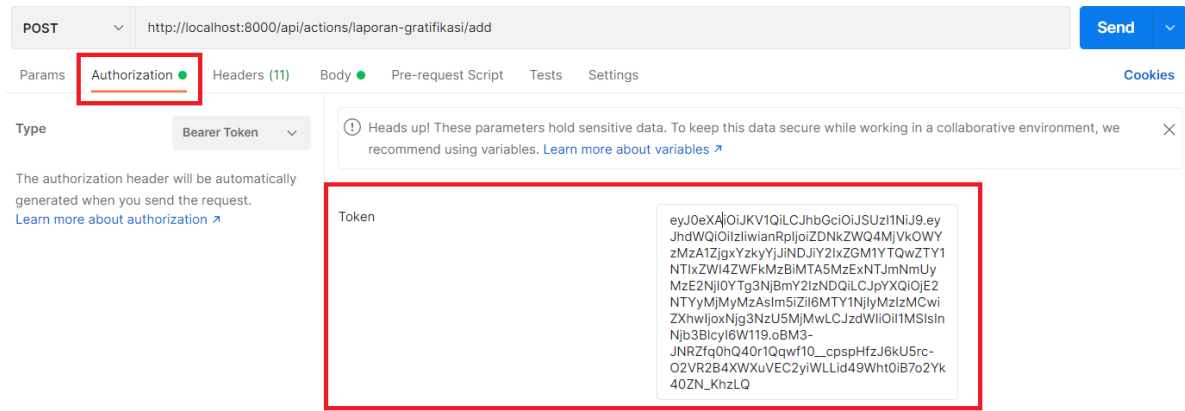 POST
http://localhost:8000/api/actions/laporan-gratifikasi/add
Send
Params
Authorization
Headers (11)
Body
Pre-request Script
Tests
Settings
Cookies
Type
Bearer Token
The authorization header will be automatically
generated when you send the request.
Learn more about authorization ↗
Heads up! These parameters hold sensitive data. To keep this data secure while working in a collaborative environment, we
recommend using variables. Learn more about variables ↗
Token
eyJ0eXAiOiJKV1QiLCJhbGciOiJSUzI1NiJ9.ey
JhdWQiOiIzIiwianRpIjoiZDNkZWQ4MjVkOWY
zMzA1ZjgxYzkyYjJiNDJiY2IxZGM1YTQwZTY1
NTIxZWI4ZWFkMzBiMTA5MzExNTJmNmUy
MzE2NjI0YTg3NjBmY2IzNDQiLCJpYXQiOjE2
NTYyMjMyMzAsIm5iZiI6MTY1NjIyMzIzMCwi
ZXhwIjoxNjg3NzU5MjMwLCJzdWIiOiI1MSIsIn
Njb3BlcyI6W119.oBM3-
JNRZfq0hQ40r1Qqwf10__cpspHfzJ6kU5rc-
O2VR2B4XWXuVEC2yiWLLid49Wht0iB7o2Yk
40ZN_KhzLQ